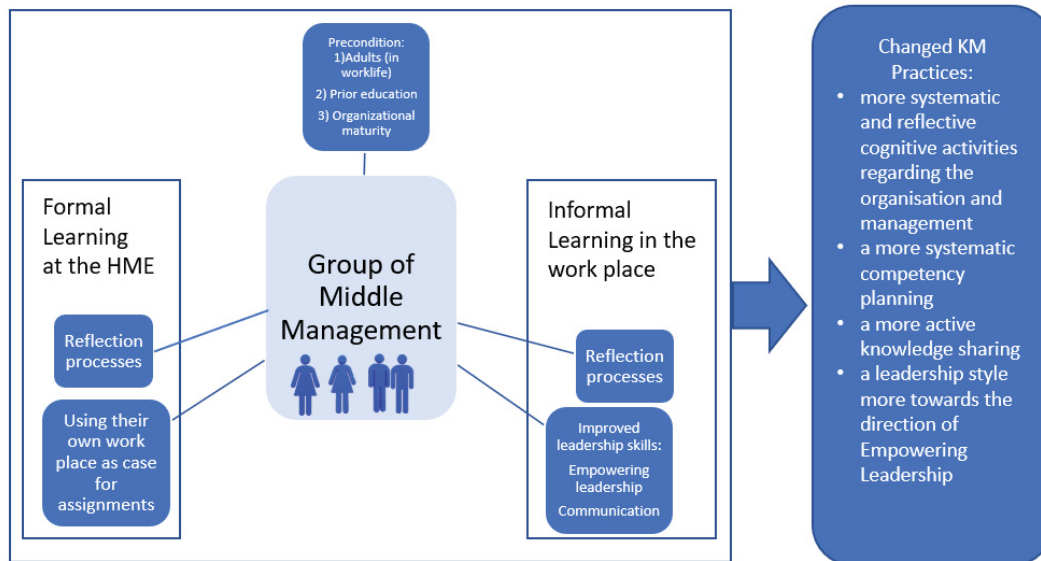 Precondition:
1)Adults (in
worklife)
2) Prior education
3) Organizational
maturity
Formal
Learning
at the HME
Reflection
processes
Using their
own work
place as case
for
assignments
Group of
Middle
Management
Informal
Learning in the
work place
Reflection
processes
Improved
leadership skills:
Empowering
leadership
Communication
Changed KM
Practices:
• more systematic
and reflective
cognitive activities
regarding the
organisation and
management
• a more systematic
competency
planning
• a more active
knowledge sharing
• a leadership style
more towards the
direction of
Empowering
Leadership